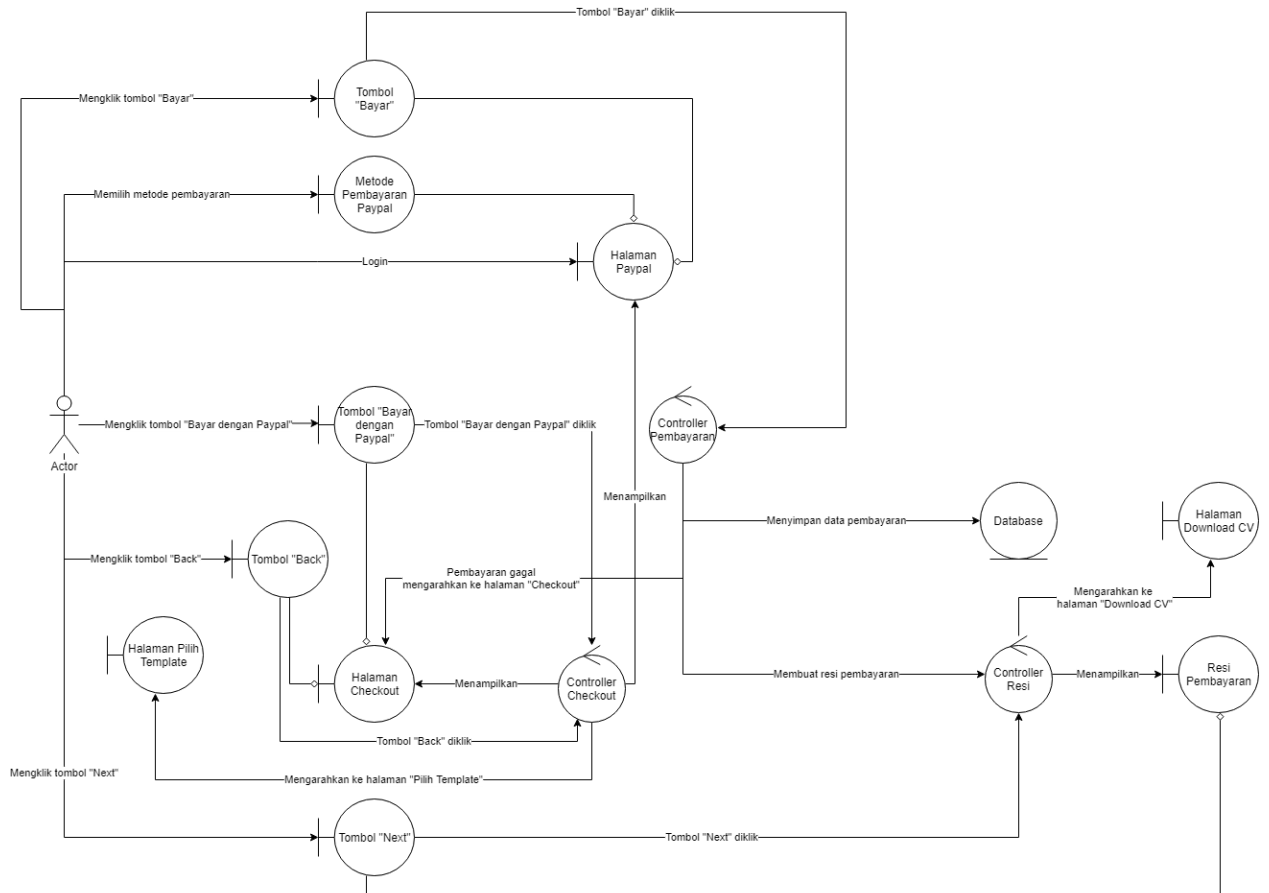 Tombol "Bayar" diklik
Mengklik tombol "Bayar"
Tombol
"Bayar"
Memilih metode pembayaran
Metode
Pembayaran
Paypal
Login
Halaman
Paypal
Actor
Mengklik tombol "Bayar dengan Paypal"
Tombol "Bayar
dengan
Paypal"
Tombol "Bayar dengan Paypal" diklik
Controller
Pembayaran
Menampilkan
Menyimpan data pembayaran
Database
Halaman
Download CV
Mengklik tombol "Back"
Tombol "Back"
Pembayaran gagal
mengarahkan ke halaman "Checkout"
Mengarahkan ke
halaman "Download CV"
Halaman Pilih
Template
Halaman
Checkout
Menampilkan
Controller
Checkout
Membuat resi pembayaran
Controller
Resi
Menampilkan
Resi
Pembayaran
Tombol "Back" diklik
Mengklik tombol "Next"
Mengarahkan ke halaman "Pilih Template"
Tombol "Next"
Tombol "Next" diklik